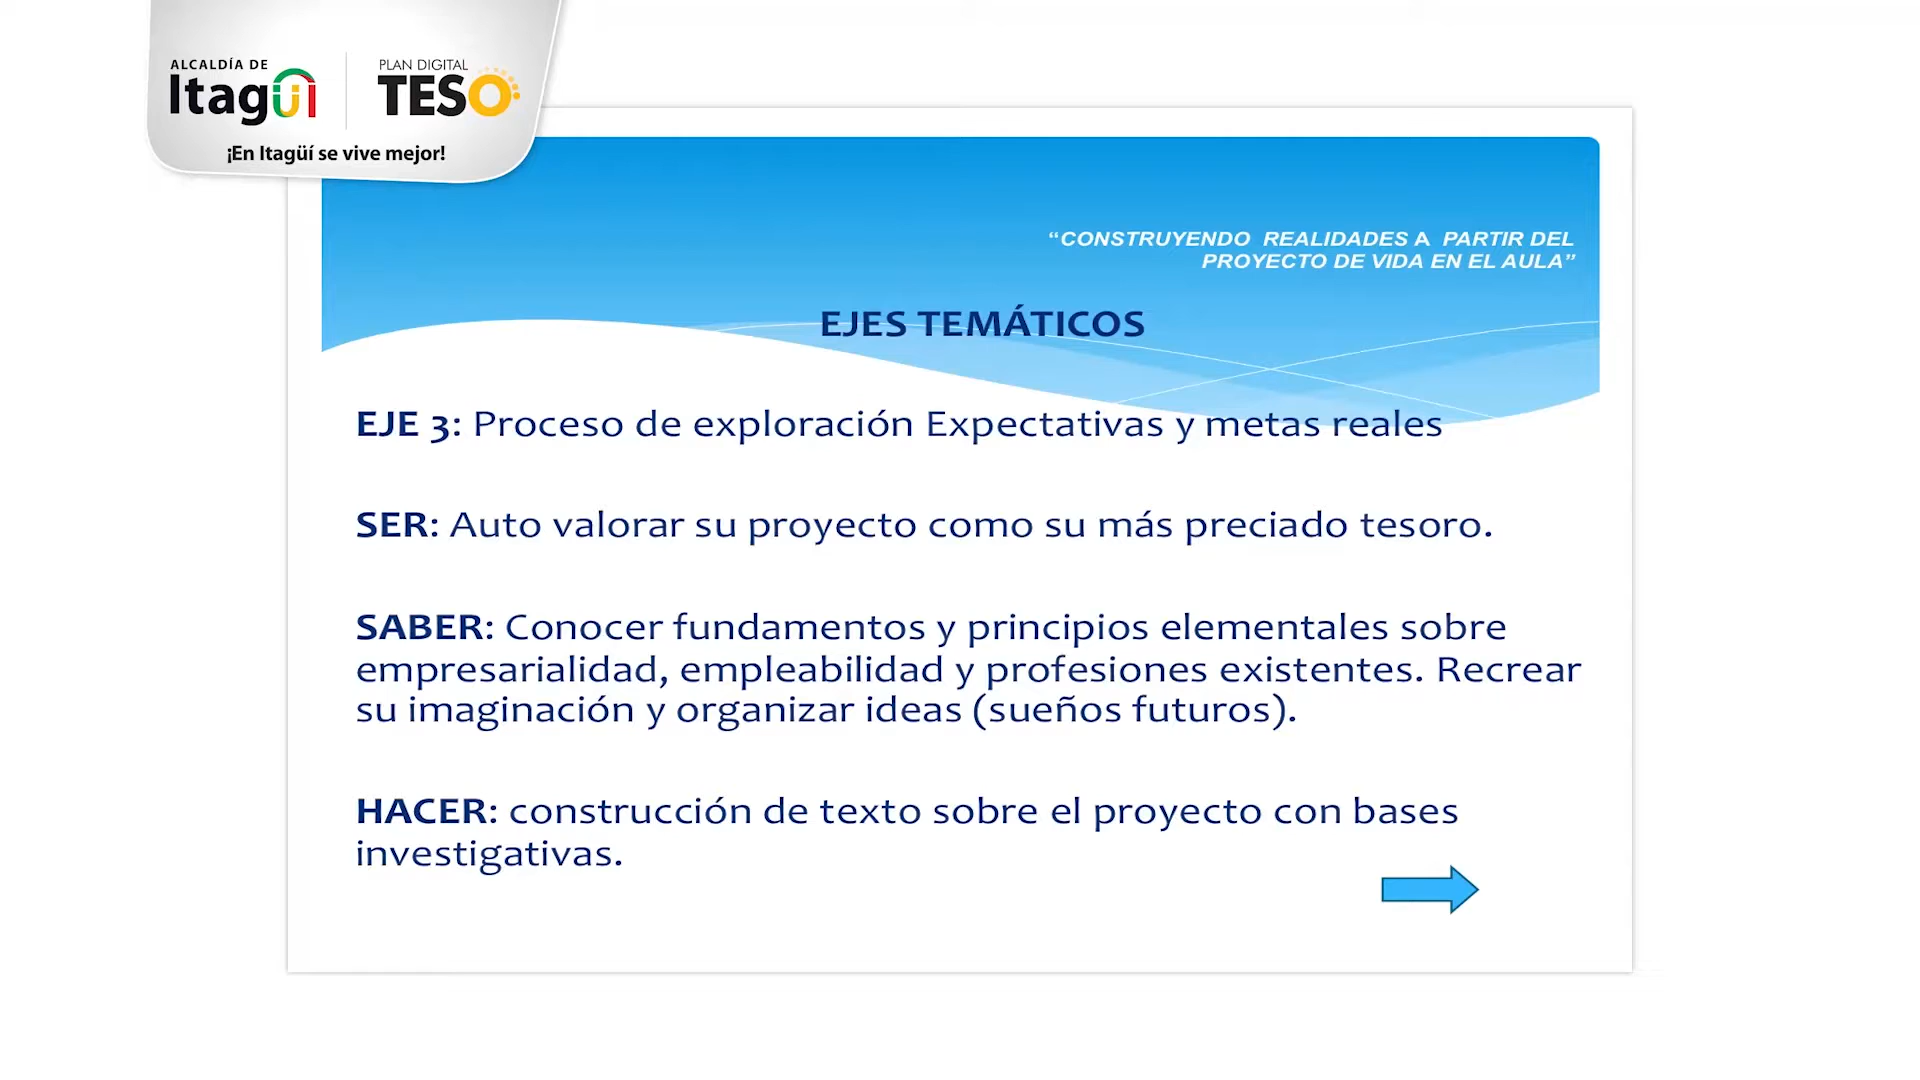 ALCALDÍA DE
Itagüí
PLAN DIGITAL
TESO
¡En Itagüí se vive mejor!
“CONSTRUYENDO REALIDADES A PARTIR DEL
PROYECTO DE VIDA EN EL AULA”
EJES TEMÁTICOS
EJE 3: Proceso de exploración Expectativas y metas reales
SER: Auto valorar su proyecto como su más preciado tesoro.
SABER: Conocer fundamentos y principios elementales sobre
empresarialidad, empleabilidad y profesiones existentes. Recrear
su imaginación y organizar ideas (sueños futuros).
HACER: construcción de texto sobre el proyecto con bases
investigativas.